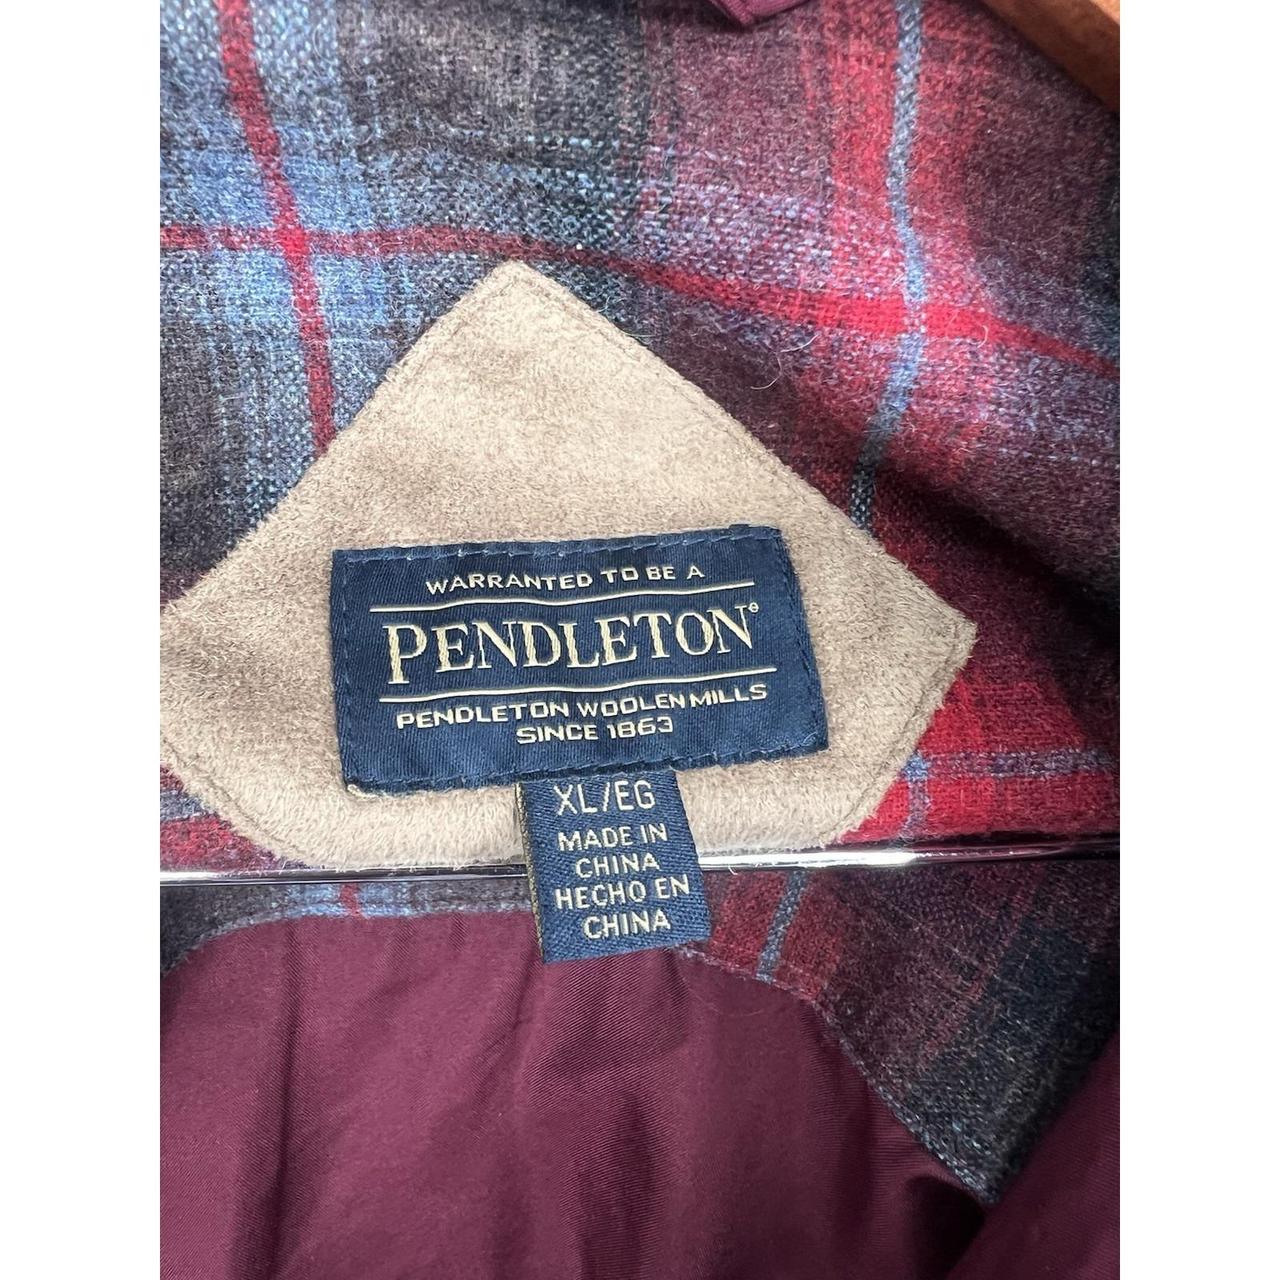 WARRANTED TO BE A
PENDLETON®
PENDLETON WOOLEN MILLS
SINCE 1863
XL/EG
MADE IN
CHINA
HECHO EN
CHINA